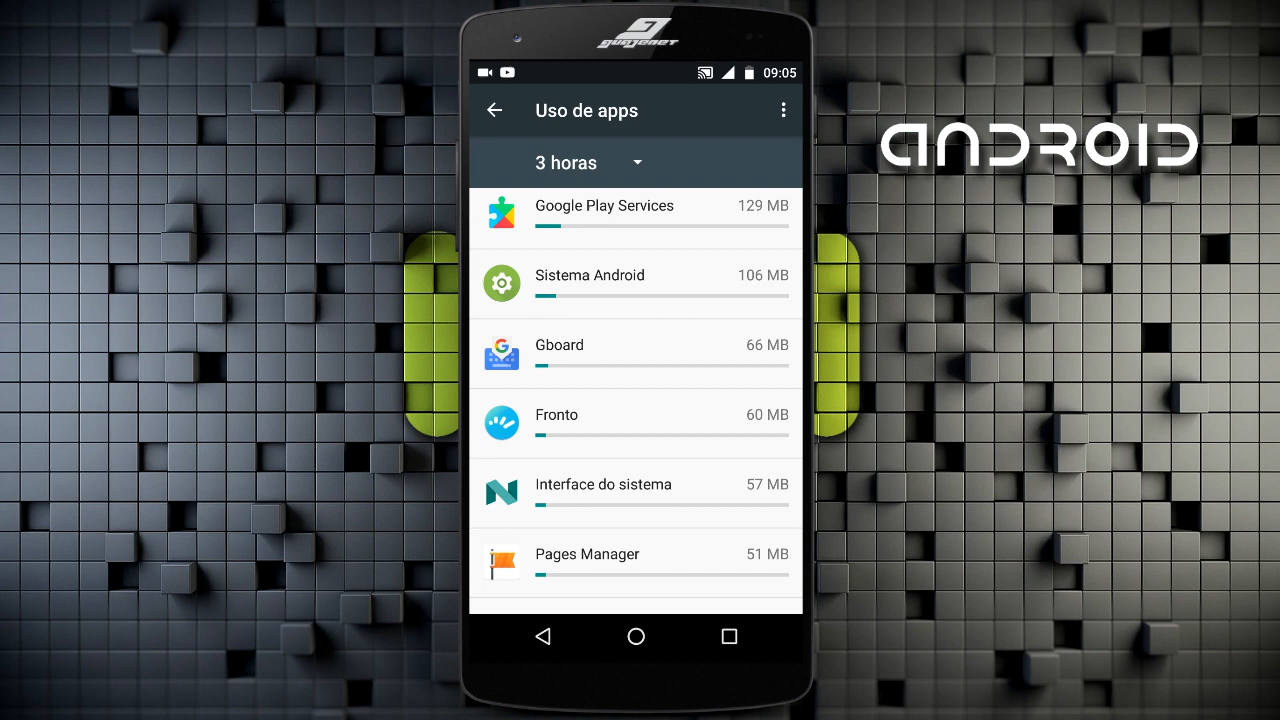 guajenet
09:05
Uso de apps
3 horas
ANDROID
Google Play Services 129 MB
Sistema Android 106 MB
Gboard 66 MB
Fronto 60 MB
Interface do sistema 57 MB
Pages Manager 51 MB